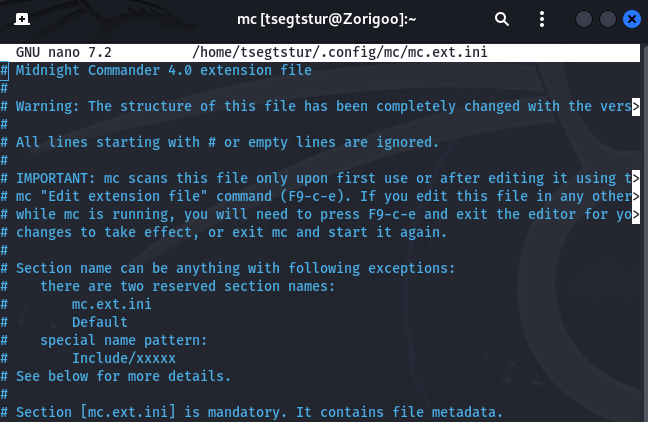 mc [tsegtstur@Zorigoo]:~
GNU nano 7.2 /home/tsegtstur/.config/mc/mc.ext.ini
# Midnight Commander 4.0 extension file
#
# Warning: The structure of this file has been completely changed with the vers>
#
# All lines starting with # or empty lines are ignored.
#
# IMPORTANT: mc scans this file only upon first use or after editing it using t>
# mc "Edit extension file" command (F9-c-e). If you edit this file in any other>
# while mc is running, you will need to press F9-c-e and exit the editor for yo>
# changes to take effect, or exit mc and start it again.
#
# Section name can be anything with following exceptions:
#    there are two reserved section names:
#        mc.ext.ini
#        Default
#    special name pattern:
#        Include/xxxxx
# See below for more details.
#
# Section [mc.ext.ini] is mandatory. It contains file metadata.